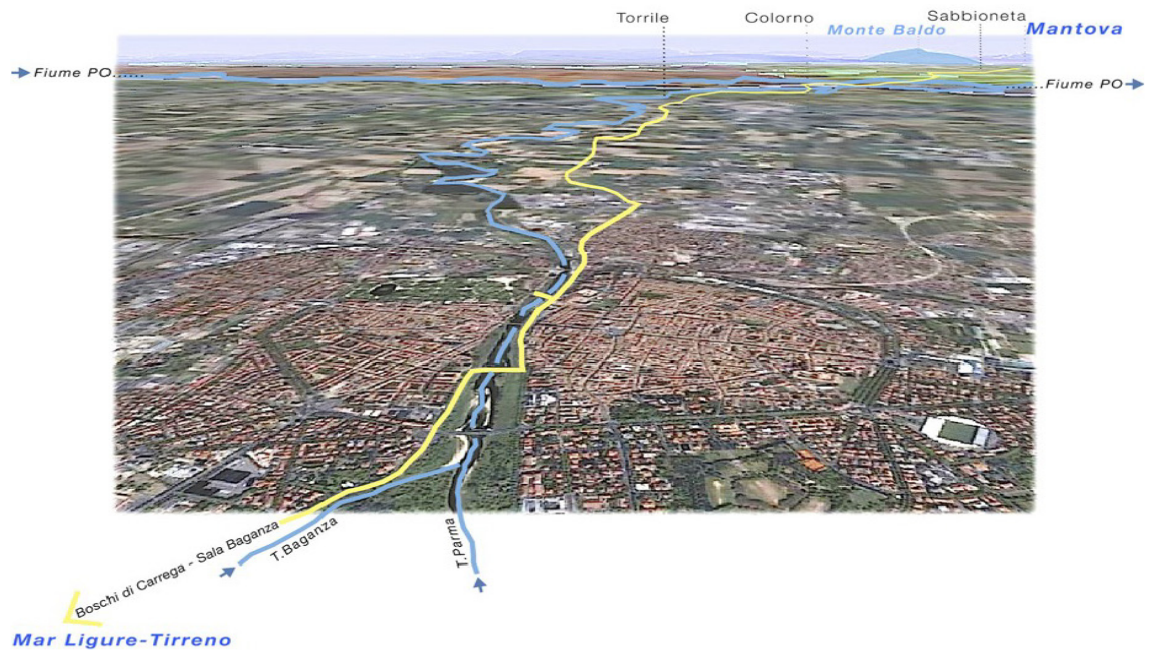 Torrile
Colorno
Sabbioneta
Monte Baldo
Mantova
Fiume PO......
......Fiume PO
Boschi di Carrega - Sala Baganza
T.Baganza
T.Parma
Mar Ligure-Tirreno